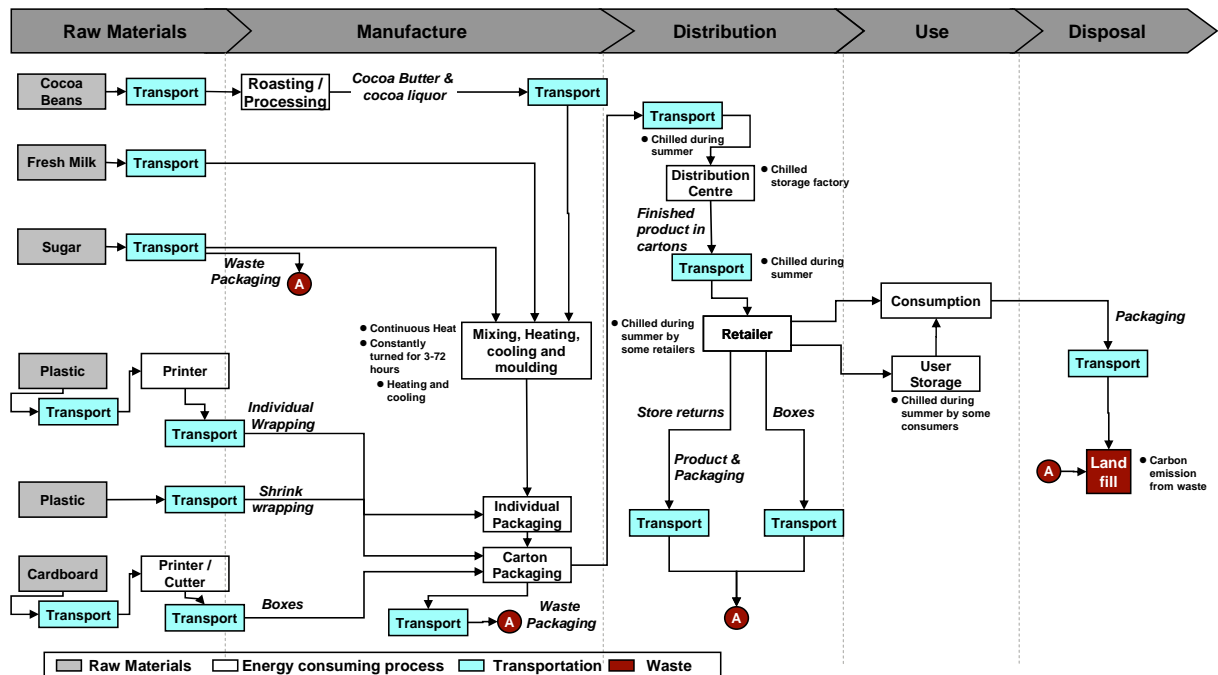 Raw Materials
Manufacture
Distribution
Use
Disposal
Cocoa
Beans
Transport
Roasting /
Processing
Cocoa Butter &
cocoa liquor
Transport
Transport
● Chilled during
summer
Fresh Milk
Transport
Distribution
Centre
● Chilled
storage factory
Finished
product in
cartons
Sugar
Transport
Waste
Packaging
A
Transport
● Chilled during
summer
● Continuous Heat
● Constantly
turned for 3-72
hours
● Heating and
cooling
Mixing, Heating,
cooling and
moulding
● Chilled during
summer by
some retailers
Retailer
Consumption
Packaging
User
Storage
● Chilled during
summer by some
consumers
Transport
Plastic
Transport
Printer
Transport
Individual
Wrapping
Store returns
Boxes
Product &
Packaging
A
Land
fill
● Carbon
emission
from waste
Plastic
Transport
Shrink
wrapping
Individual
Packaging
Transport
Transport
Cardboard
Transport
Printer /
Cutter
Transport
Boxes
Carton
Packaging
Transport
A
Waste
Packaging
A
Raw Materials
Energy consuming process
Transportation
Waste